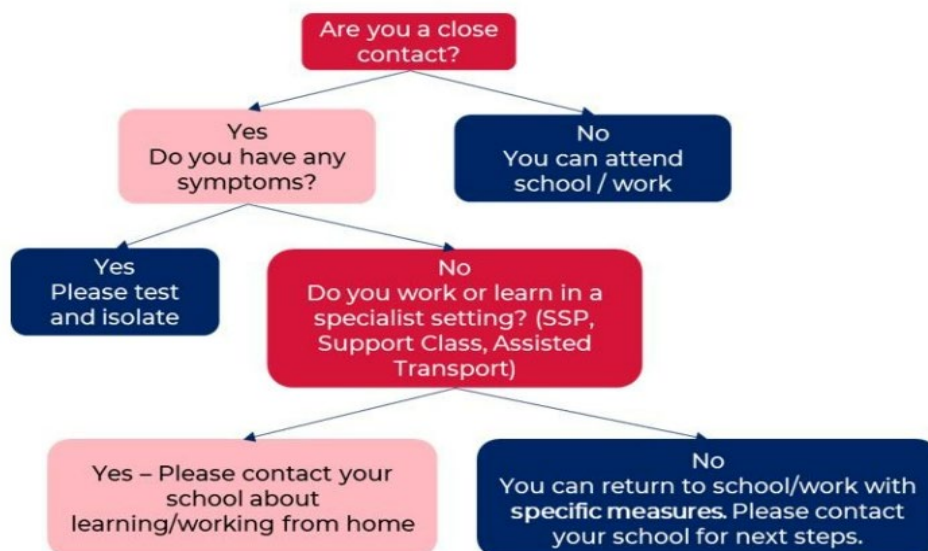 Are you a close
contact?
Yes
Do you have any
symptoms?
No
You can attend
school / work
Yes
Please test
and isolate
No
Do you work or learn in a
specialist setting? (SSP,
Support Class, Assisted
Transport)
Yes – Please contact your
school about
learning/working from home
No
You can return to school/work with
specific measures. Please contact
your school for next steps.